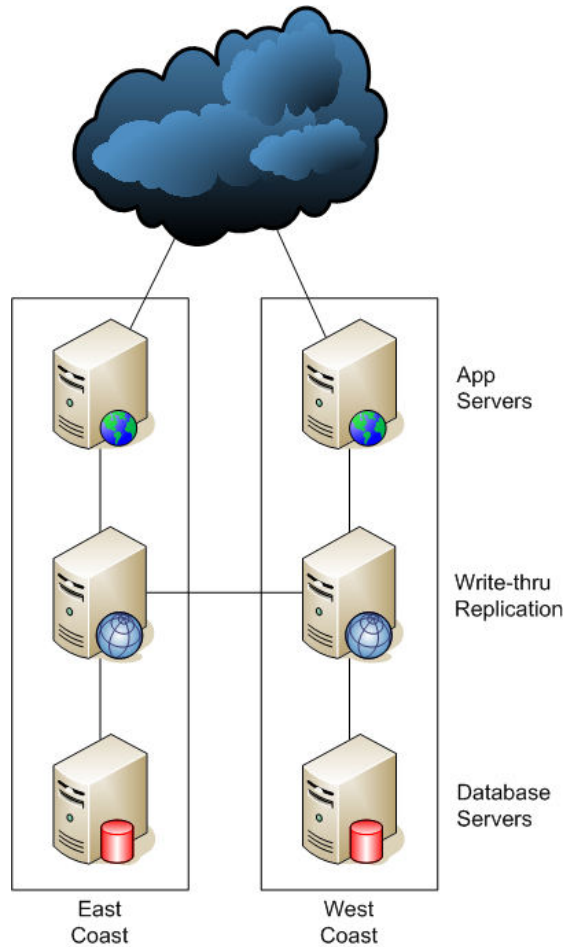 App
Servers
Write-thru
Replication
Database
Servers
East
Coast
West
Coast